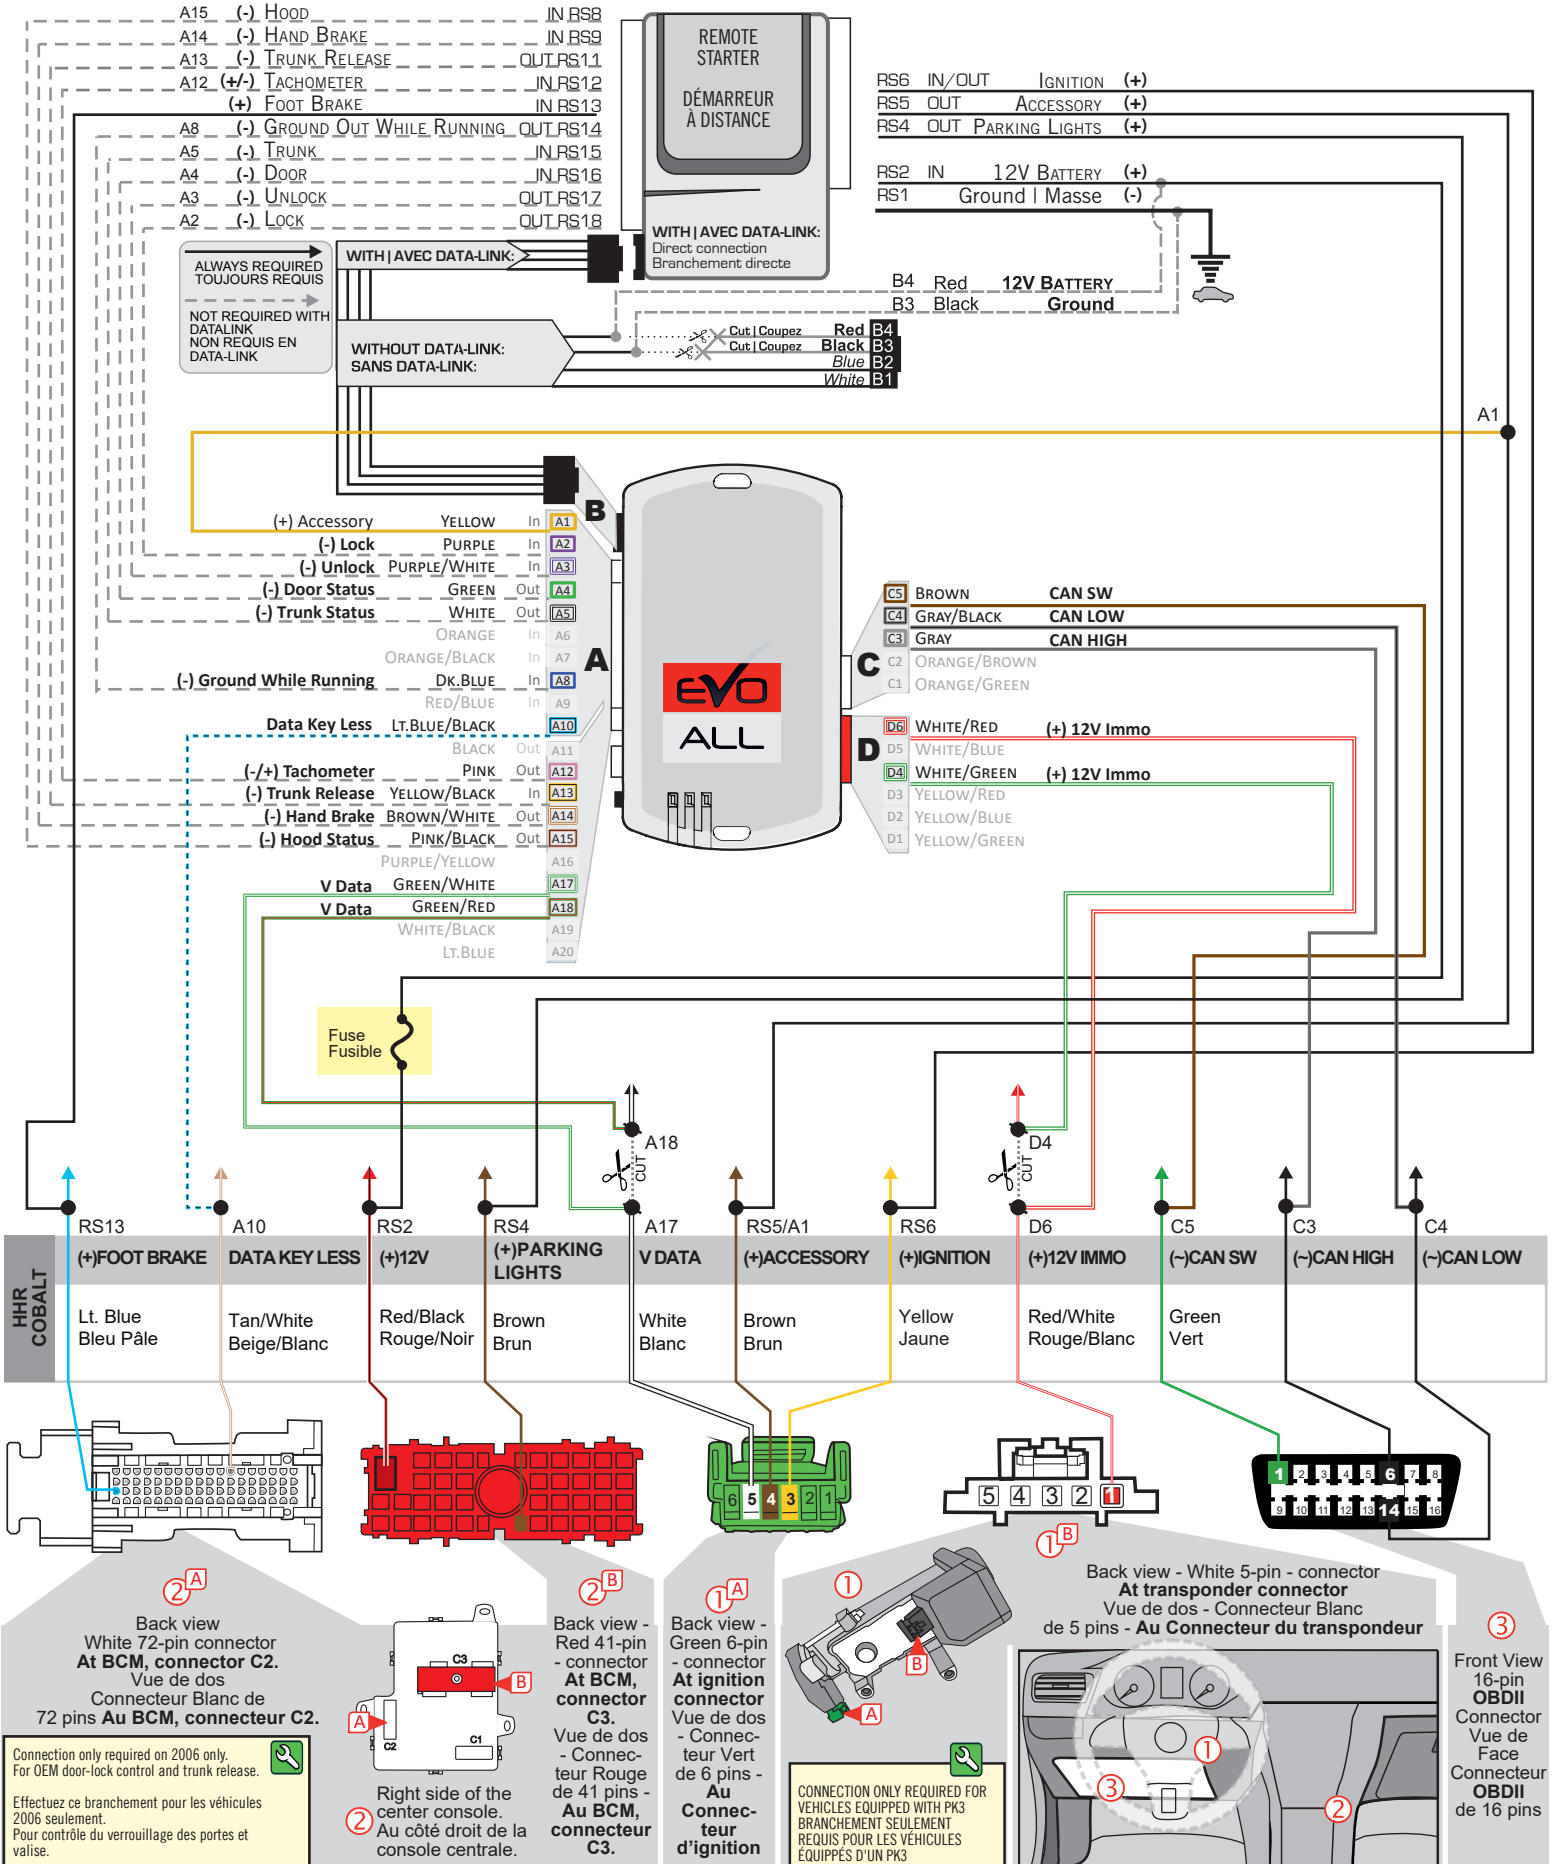 A15 (-) HOOD IN RS8
A14 (-) HAND BRAKE IN RS9
A13 (-) TRUNK RELEASE OUT RS11
A12 (+/-) TACHOMETER IN RS12
(+) FOOT BRAKE IN RS13
A8 (-) GROUND OUT WHILE RUNNING OUT RS14
A5 (-) TRUNK IN RS15
A4 (-) DOOR IN RS16
A3 (-) UNLOCK OUT RS17
A2 (-) LOCK OUT RS18
REMOTE
STARTER
DÉMARREUR
À DISTANCE
WITH | AVEC DATA-LINK:
Direct connection
Branchement directe
RS6 IN/OUT IGNITION (+)
RS5 OUT ACCESSORY (+)
RS4 OUT PARKING LIGHTS (+)
RS2 IN 12V BATTERY (+)
RS1 Ground | Masse (-)
ALWAYS REQUIRED
TOUJOURS REQUIS
NOT REQUIRED WITH
DATALINK
NON REQUIS EN
DATA-LINK
WITH | AVEC DATA-LINK:
WITHOUT DATA-LINK:
SANS DATA-LINK:
B4 Red 12V BATTERY
B3 Black Ground
Cut | Coupez Red B4
Cut | Coupez Black B3
Blue B2
White B1
A1
B
(+) Accessory YELLOW In A1
(-) Lock PURPLE In A2
(-) Unlock PURPLE/WHITE In A3
(-) Door Status GREEN Out A4
(-) Trunk Status WHITE Out A5
ORANGE In A6
ORANGE/BLACK In A7
(-) Ground While Running DK.BLUE In A8
RED/BLUE In A9
Data Key Less LT.BLUE/BLACK A10
BLACK Out A11
(-/+) Tachometer PINK Out A12
(-) Trunk Release YELLOW/BLACK In A13
(-) Hand Brake BROWN/WHITE Out A14
(-) Hood Status PINK/BLACK Out A15
PURPLE/YELLOW A16
V Data GREEN/WHITE A17
V Data GREEN/RED A18
WHITE/BLACK A19
LT.BLUE A20
A
EVO
ALL
C
C5 BROWN CAN SW
C4 GRAY/BLACK CAN LOW
C3 GRAY CAN HIGH
C2 ORANGE/BROWN
C1 ORANGE/GREEN
D
D6 WHITE/RED (+) 12V Immo
D5 WHITE/BLUE
D4 WHITE/GREEN (+) 12V Immo
D3 YELLOW/RED
D2 YELLOW/BLUE
D1 YELLOW/GREEN
Fuse
Fusible
A18
CUT
D4
CUT
RS13 A10 RS2 RS4 A17 RS5/A1 RS6 D6 C5 C3 C4
HHR
COBALT
(+)FOOT BRAKE DATA KEY LESS (+)12V (+)PARKING LIGHTS V DATA (+)ACCESSORY (+)IGNITION (+)12V IMMO (~)CAN SW (~)CAN HIGH (~)CAN LOW
Lt. Blue Tan/White Red/Black Brown White Brown Yellow Red/White Green
Bleu Pâle Beige/Blanc Rouge/Noir Brun Blanc Brun Jaune Rouge/Blanc Vert
6 5 4 3 2 1
5 4 3 2 1
1 2 3 4 5 6 7 8
9 10 11 12 13 14 15 16
2 A
Back view
White 72-pin connector
At BCM, connector C2.
Vue de dos
Connecteur Blanc de
72 pins Au BCM, connecteur C2.
Connection only required on 2006 only.
For OEM door-lock control and trunk release.
Effectuez ce branchement pour les véhicules
2006 seulement.
Pour contrôle du verrouillage des portes et
valise.
C3
B
A
C2
C1
2
Right side of the
center console.
Au côté droit de la
console centrale.
2 B
Back view -
Red 41-pin
- connector
At BCM,
connector
C3.
Vue de dos
- Connec-
teur Rouge
de 41 pins -
Au BCM,
connecteur
C3.
1 A
Back view -
Green 6-pin
- connector
At ignition
connector
Vue de dos
- Connec-
teur Vert
de 6 pins -
Au
Connec-
teur
d'ignition
1
B
A
1 B
Back view - White 5-pin - connector
At transponder connector
Vue de dos - Connecteur Blanc
de 5 pins - Au Connecteur du transpondeur
CONNECTION ONLY REQUIRED FOR
VEHICLES EQUIPPED WITH PK3
BRANCHEMENT SEULEMENT
REQUIS POUR LES VÉHICULES
ÉQUIPPÉS D'UN PK3
1
3
2
3
Front View
16-pin
OBDII
Connector
Vue de
Face
Connecteur
OBDII
de 16 pins